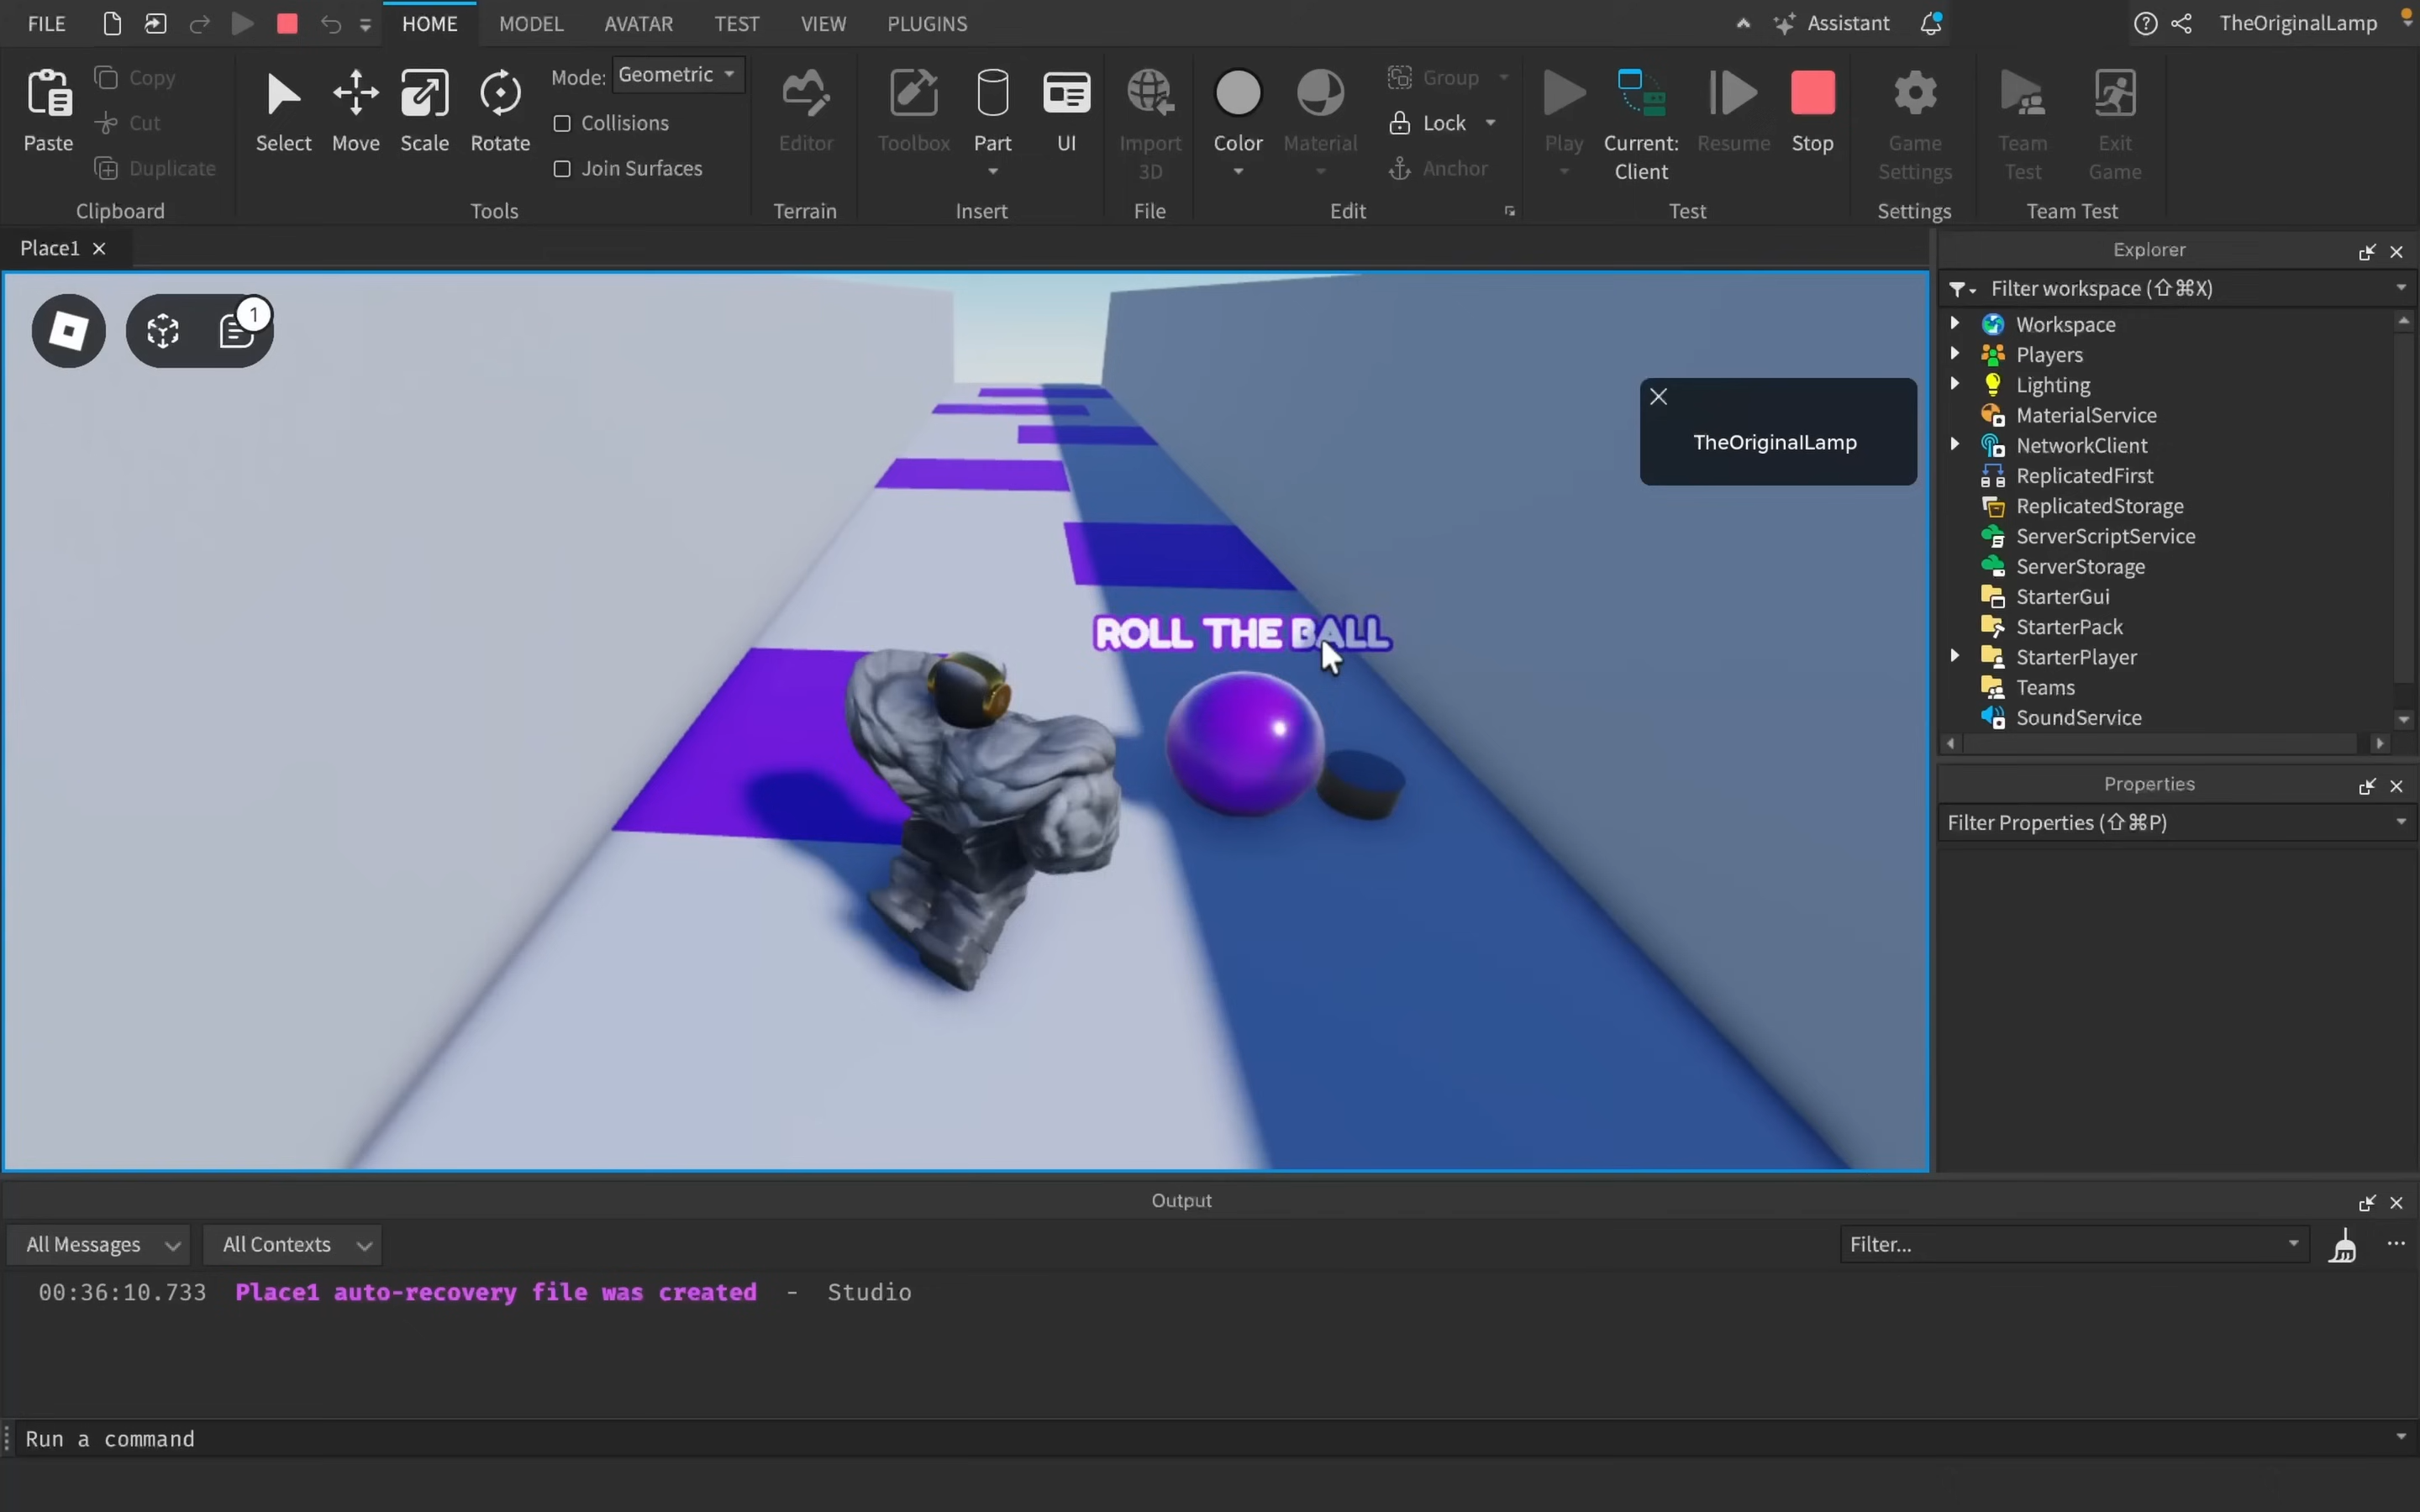 FILE
HOME
MODEL
AVATAR
TEST
VIEW
PLUGINS
Assistant
TheOriginalLamp
Paste
Copy
Cut
Duplicate
Clipboard
Select
Move
Scale
Rotate
Mode: Geometric
Collisions
Join Surfaces
Tools
Editor
Terrain
Toolbox
Part
UI
Insert
Import
3D
File
Color
Material
Group
Lock
Anchor
Edit
Play
Current:
Client
Resume
Stop
Test
Game
Settings
Settings
Team
Test
Exit
Game
Team Test
Place1
1
TheOriginalLamp
ROLL THE BALL
Explorer
Filter workspace (⇧⌘X)
Workspace
Players
Lighting
MaterialService
NetworkClient
ReplicatedFirst
ReplicatedStorage
ServerScriptService
ServerStorage
StarterGui
StarterPack
StarterPlayer
Teams
SoundService
Properties
Filter Properties (⇧⌘P)
Output
All Messages
All Contexts
Filter...
00:36:10.733 Place1 auto-recovery file was created - Studio
Run a command